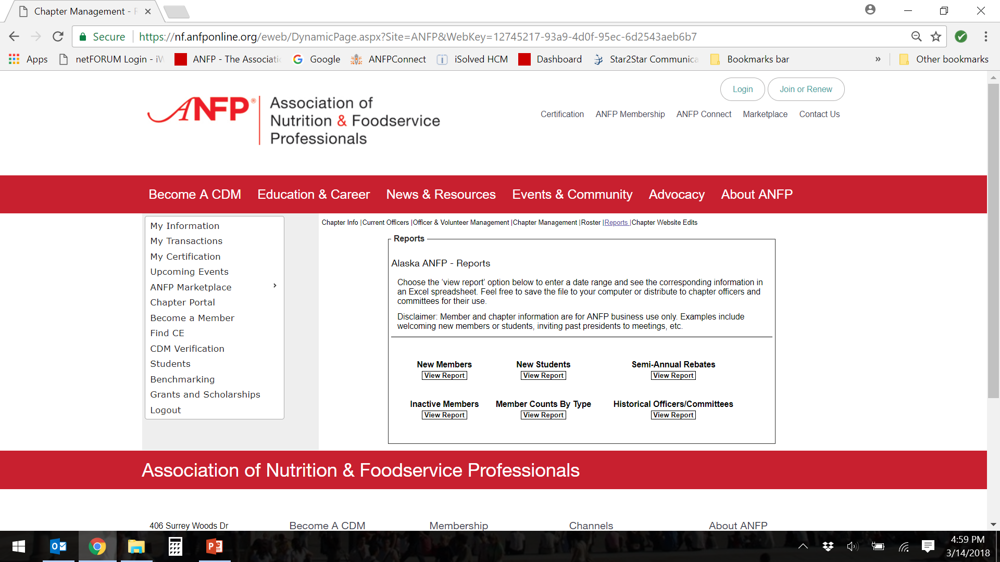 Chapter Management - 
Secure https://nf.anfponline.org/eweb/DynamicPage.aspx?Site=ANFP&WebKey=12745217-93a9-4d0f-95ec-6d2543aeb6b7
Apps netFORUM Login - ANFP - The Associati Google ANFPConnect iSolved HCM Dashboard Star2Star Communica Bookmarks bar » Other bookmarks
Login Join or Renew
ANFP® Association of
Nutrition & Foodservice
Professionals
Certification ANFP Membership ANFP Connect Marketplace Contact Us
Become A CDM Education & Career News & Resources Events & Community Advocacy About ANFP
My Information
My Transactions
My Certification
Upcoming Events
ANFP Marketplace
Chapter Portal
Become a Member
Find CE
CDM Verification
Students
Benchmarking
Grants and Scholarships
Logout
Chapter Info |Current Officers |Officer & Volunteer Management |Chapter Management |Roster |Reports |Chapter Website Edits
Reports
Alaska ANFP - Reports
Choose the ‘view report’ option below to enter a date range and see the corresponding information in
an Excel spreadsheet. Feel free to save the file to your computer or distribute to chapter officers and
committees for their use.
Disclaimer: Member and chapter information are for ANFP business use only. Examples include
welcoming new members or students, inviting past presidents to meetings, etc.
New Members New Students Semi-Annual Rebates
View Report View Report View Report
Inactive Members Member Counts By Type Historical Officers/Committees
View Report View Report View Report
Association of Nutrition & Foodservice Professionals
406 Surrey Woods Dr Become A CDM Membership Channels About ANFP
4:59 PM
3/14/2018